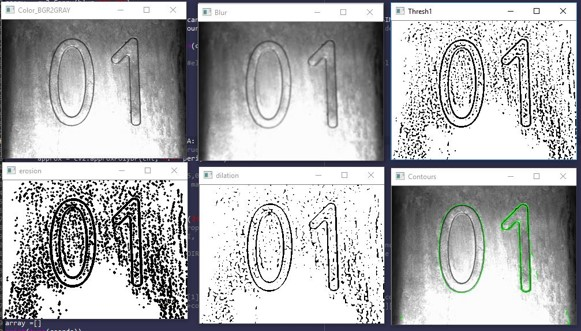 Color_BGR2GRAY
Blur
Thresh1
01
01
01
erosion
dilation
Contours
01
01
01
array =[]